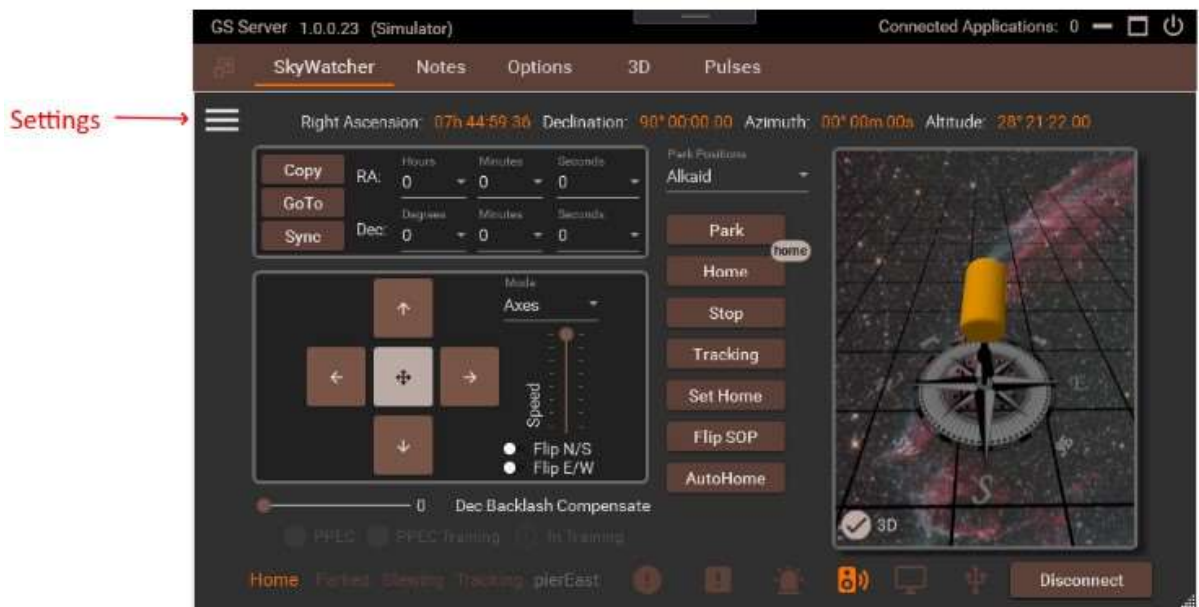 GS Server 1.0.0.23 (Simulator) Connected Applications: 0
SkyWatcher Notes Options 3D Pulses
Settings
Right Ascension: 07h 44:59.36 Declination: 90° 00:00.00 Azimuth: 00° 00m 00s Altitude: 28° 21:22.00
Copy
GoTo
Sync
RA:
Hours Minutes Seconds
0 0 0
Dec:
Degrees Minutes Seconds
0 0 0
Park Positions
Alkaid
Park
home
Home
Stop
Tracking
Set Home
Flip SOP
AutoHome
Mode
Axes
Speed
Flip N/S
Flip E/W
0 Dec Backlash Compensate
PPEC PPEC Training In Training
E
S
3D
Home Parked Slewing Tracking pierEast
Disconnect